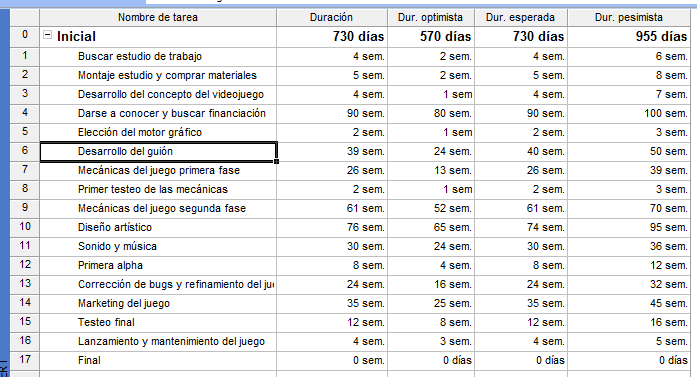 Nombre de tarea Duración Dur. optimista Dur. esperada Dur. pesimista
0 Inicial 730 días 570 días 730 días 955 días
1 Buscar estudio de trabajo 4 sem. 2 sem. 4 sem. 6 sem.
2 Montaje estudio y comprar materiales 5 sem. 2 sem. 5 sem. 8 sem.
3 Desarrollo del concepto del videojuego 4 sem. 1 sem 4 sem. 7 sem.
4 Darse a conocer y buscar financiación 90 sem. 80 sem. 90 sem. 100 sem.
5 Elección del motor gráfico 2 sem. 1 sem 2 sem. 3 sem.
6 Desarrollo del guión 39 sem. 24 sem. 40 sem. 50 sem.
7 Mecánicas del juego primera fase 26 sem. 13 sem. 26 sem. 39 sem.
8 Primer testeo de las mecánicas 2 sem. 1 sem 2 sem. 3 sem.
9 Mecánicas del juego segunda fase 61 sem. 52 sem. 61 sem. 70 sem.
10 Diseño artístico 76 sem. 65 sem. 74 sem. 95 sem.
11 Sonido y música 30 sem. 24 sem. 30 sem. 36 sem.
12 Primera alpha 8 sem. 4 sem. 8 sem. 12 sem.
13 Corrección de bugs y refinamiento del 24 sem. 16 sem. 24 sem. 32 sem.
14 Marketing del juego 35 sem. 25 sem. 35 sem. 45 sem.
15 Testeo final 12 sem. 8 sem. 12 sem. 16 sem.
16 Lanzamiento y mantenimiento del juego 4 sem. 3 sem. 4 sem. 5 sem.
17 Final 0 sem. 0 días 0 días 0 días